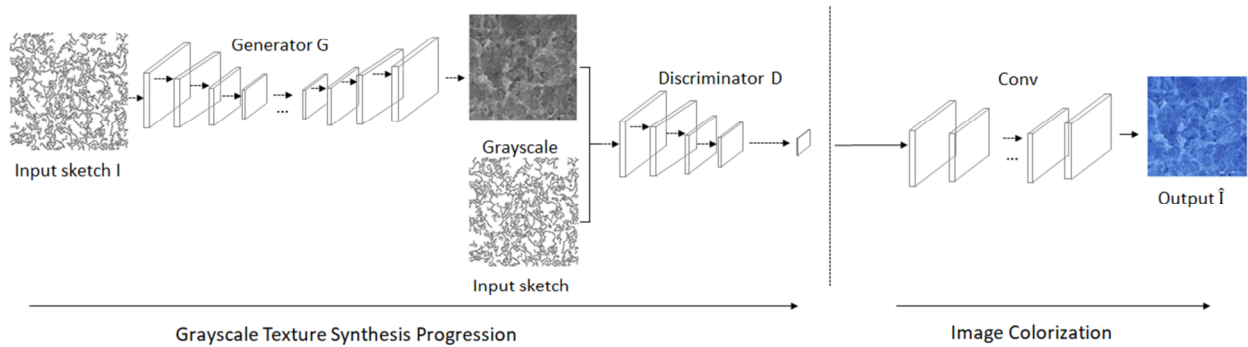 Generator G
Input sketch I
...
Grayscale
Input sketch
Discriminator D
Conv
...
Output Î
Grayscale Texture Synthesis Progression
Image Colorization